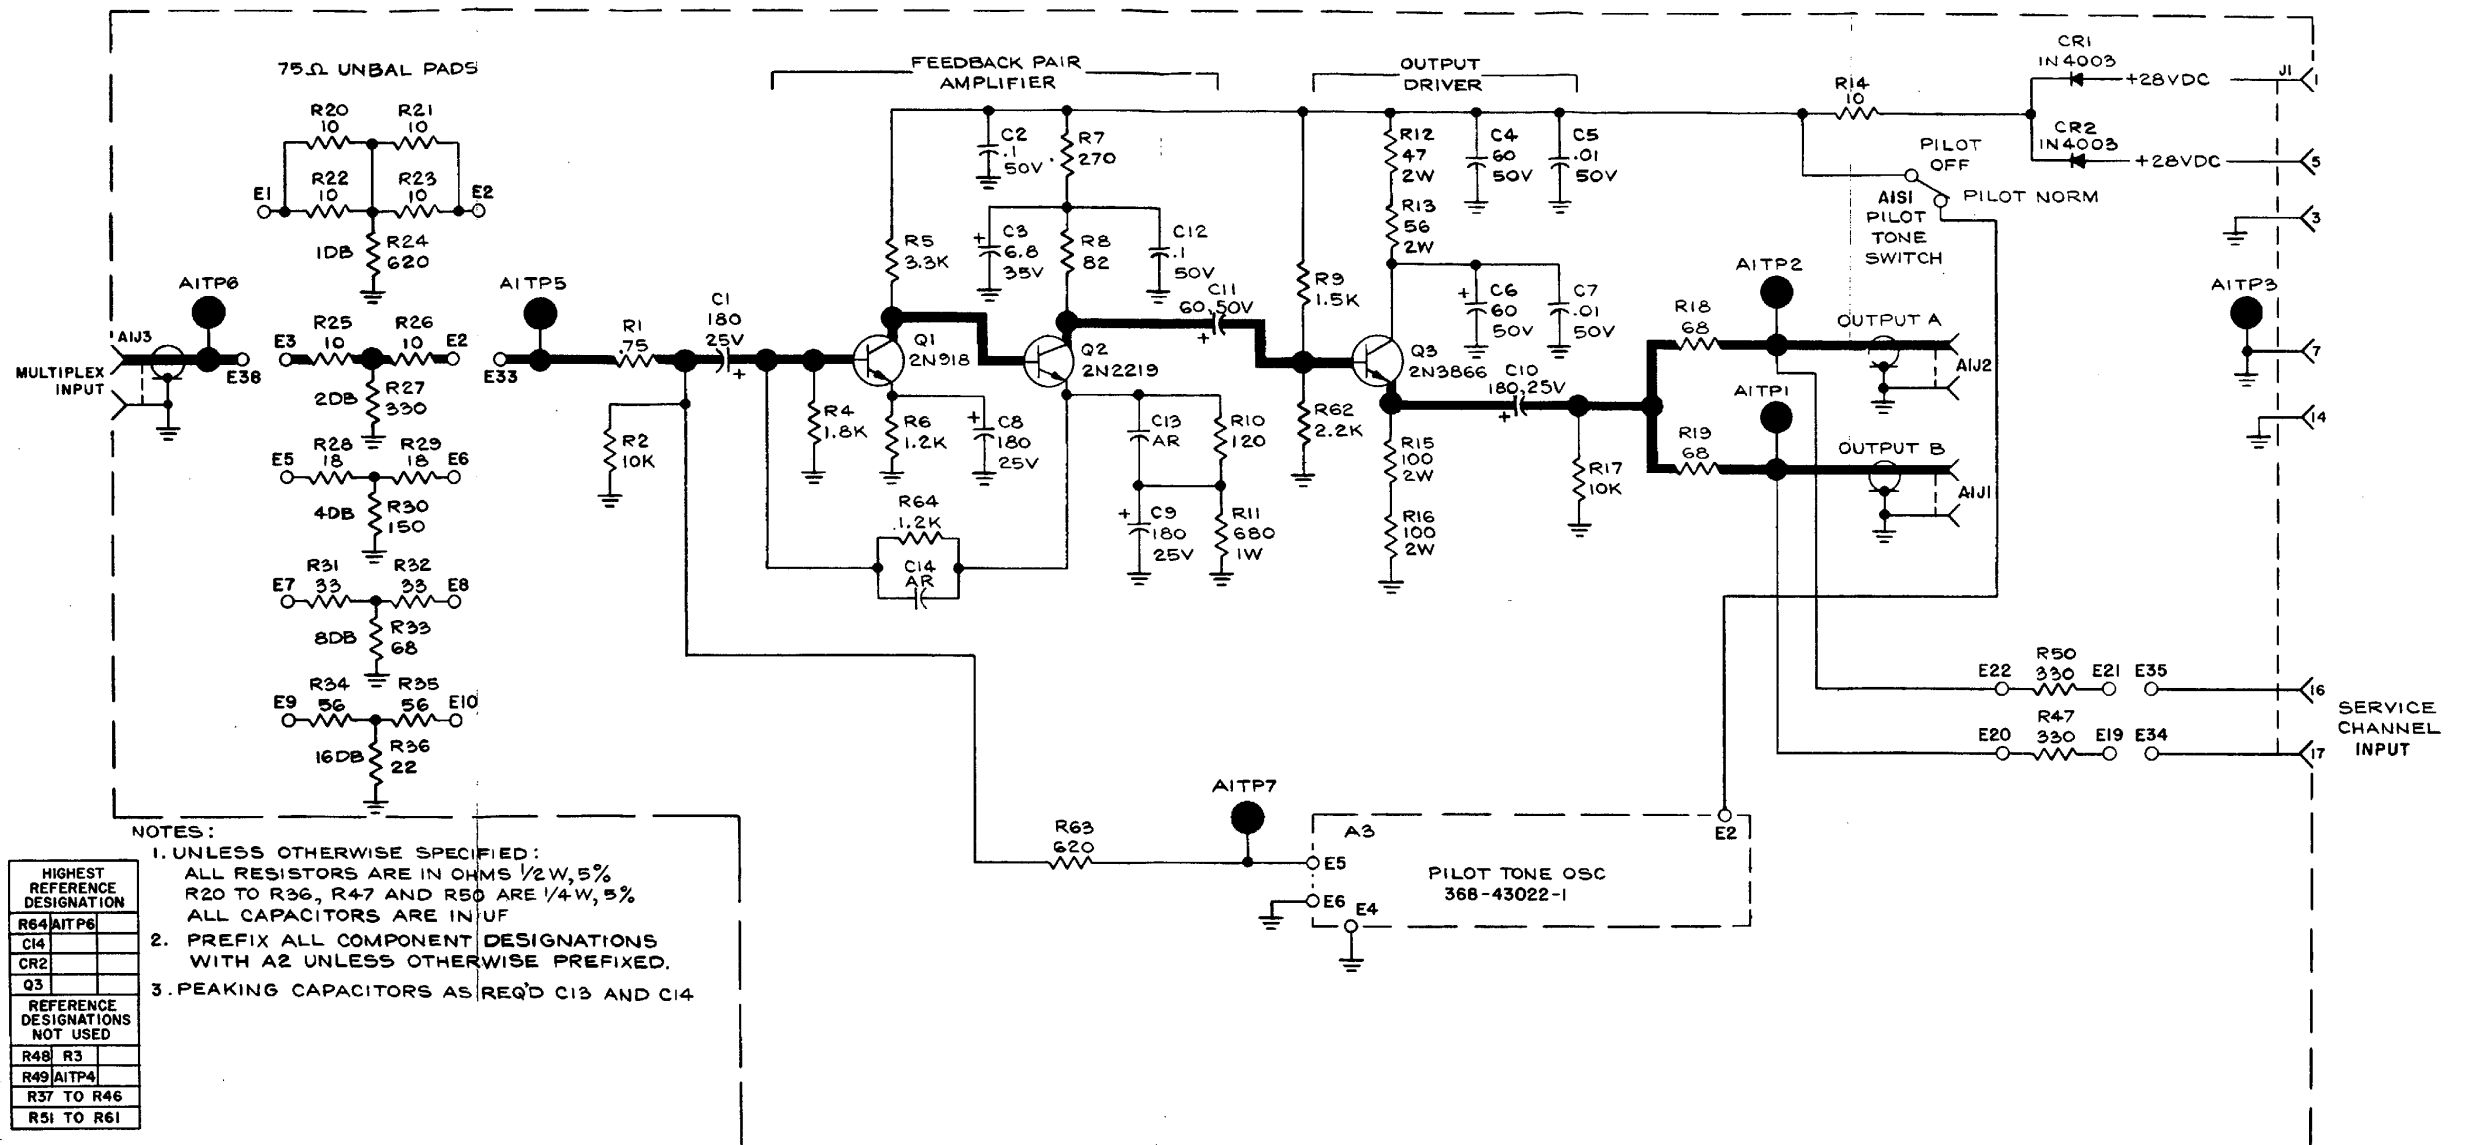 75Ω UNBAL PADS
FEEDBACK PAIR
AMPLIFIER
OUTPUT
DRIVER
CR1
1N4003
+28VDC
J1
1
R14
10
CR2
1N4003
+28VDC
5
PILOT
OFF
PILOT NORM
A1S1
PILOT
TONE
SWITCH
3
R20
10
R21
10
R22
10
R23
10
E1
E2
1DB
R24
620
C2
.1
50V
R7
270
R12
47
2W
C4
60
50V
C5
.01
50V
R5
3.3K
+
C3
6.8
35V
R8
82
C12
.1
50V
R13
56
2W
R9
1.5K
+
C6
60
50V
C7
.01
50V
A1TP6
A1TP5
A1TP2
A1TP3
7
A1J3
MULTIPLEX
INPUT
E38
E3
R25
10
R26
10
E2
2DB
R27
330
E33
R1
75
C1
180
25V
+
Q1
2N918
Q2
2N2219
C11
60,50V
+
Q3
2N3866
C10
180,25V
+
R18
68
OUTPUT A
A1J2
A1TP1
14
R19
68
OUTPUT B
A1J1
R2
10K
R4
1.8K
R6
1.2K
+
C8
180
25V
C13
AR
R10
120
R62
2.2K
R15
100
2W
R17
10K
E5
R28
18
R29
18
E6
4DB
R30
150
R64
1.2K
C14
AR
+
C9
180
25V
R11
680
1W
R16
100
2W
E7
R31
33
R32
33
E8
8DB
R33
68
E9
R34
56
R35
56
E10
16DB
R36
22
E22
R50
330
E21
E35
16
E20
R47
330
E19
E34
17
SERVICE
CHANNEL
INPUT
A1TP7
R63
620
A3
E2
E5
E6
E4
PILOT TONE OSC
368-43022-1
NOTES:
1. UNLESS OTHERWISE SPECIFIED:
ALL RESISTORS ARE IN OHMS 1/2W, 5%
R20 TO R36, R47 AND R50 ARE 1/4W, 5%
ALL CAPACITORS ARE IN UF
2. PREFIX ALL COMPONENT DESIGNATIONS
WITH A2 UNLESS OTHERWISE PREFIXED.
3. PEAKING CAPACITORS AS REQ'D C13 AND C14
HIGHEST
REFERENCE
DESIGNATION
R64 A1TP6
C14
CR2
Q3
REFERENCE
DESIGNATIONS
NOT USED
R48 R3
R49 A1TP4
R37 TO R46
R51 TO R61